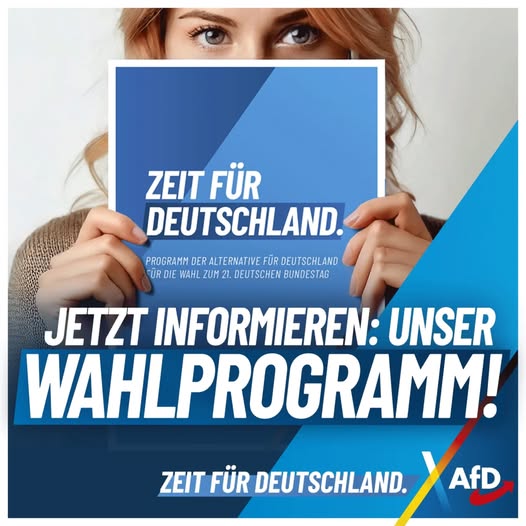 ZEIT FÜR
DEUTSCHLAND.
PROGRAMM DER ALTERNATIVE FÜR DEUTSCHLAND
FÜR DIE WAHL ZUM 21. DEUTSCHEN BUNDESTAG
JETZT INFORMIEREN: UNSER
WAHLPROGRAMM!
ZEIT FÜR DEUTSCHLAND.
AfD